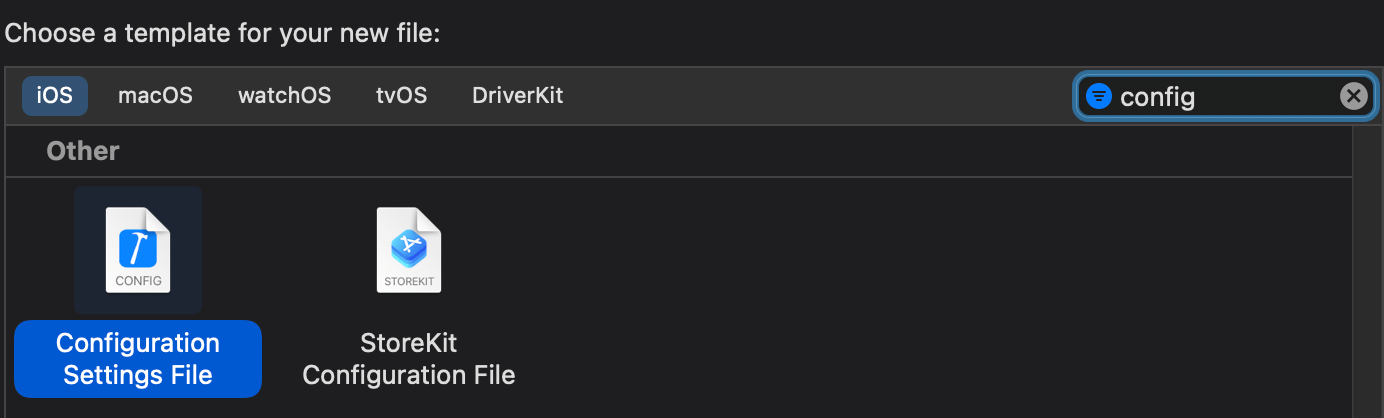 Choose a template for your new file:
iOS macOS watchOS tvOS DriverKit config
Other
CONFIG STOREKIT
Configuration StoreKit
Settings File Configuration File